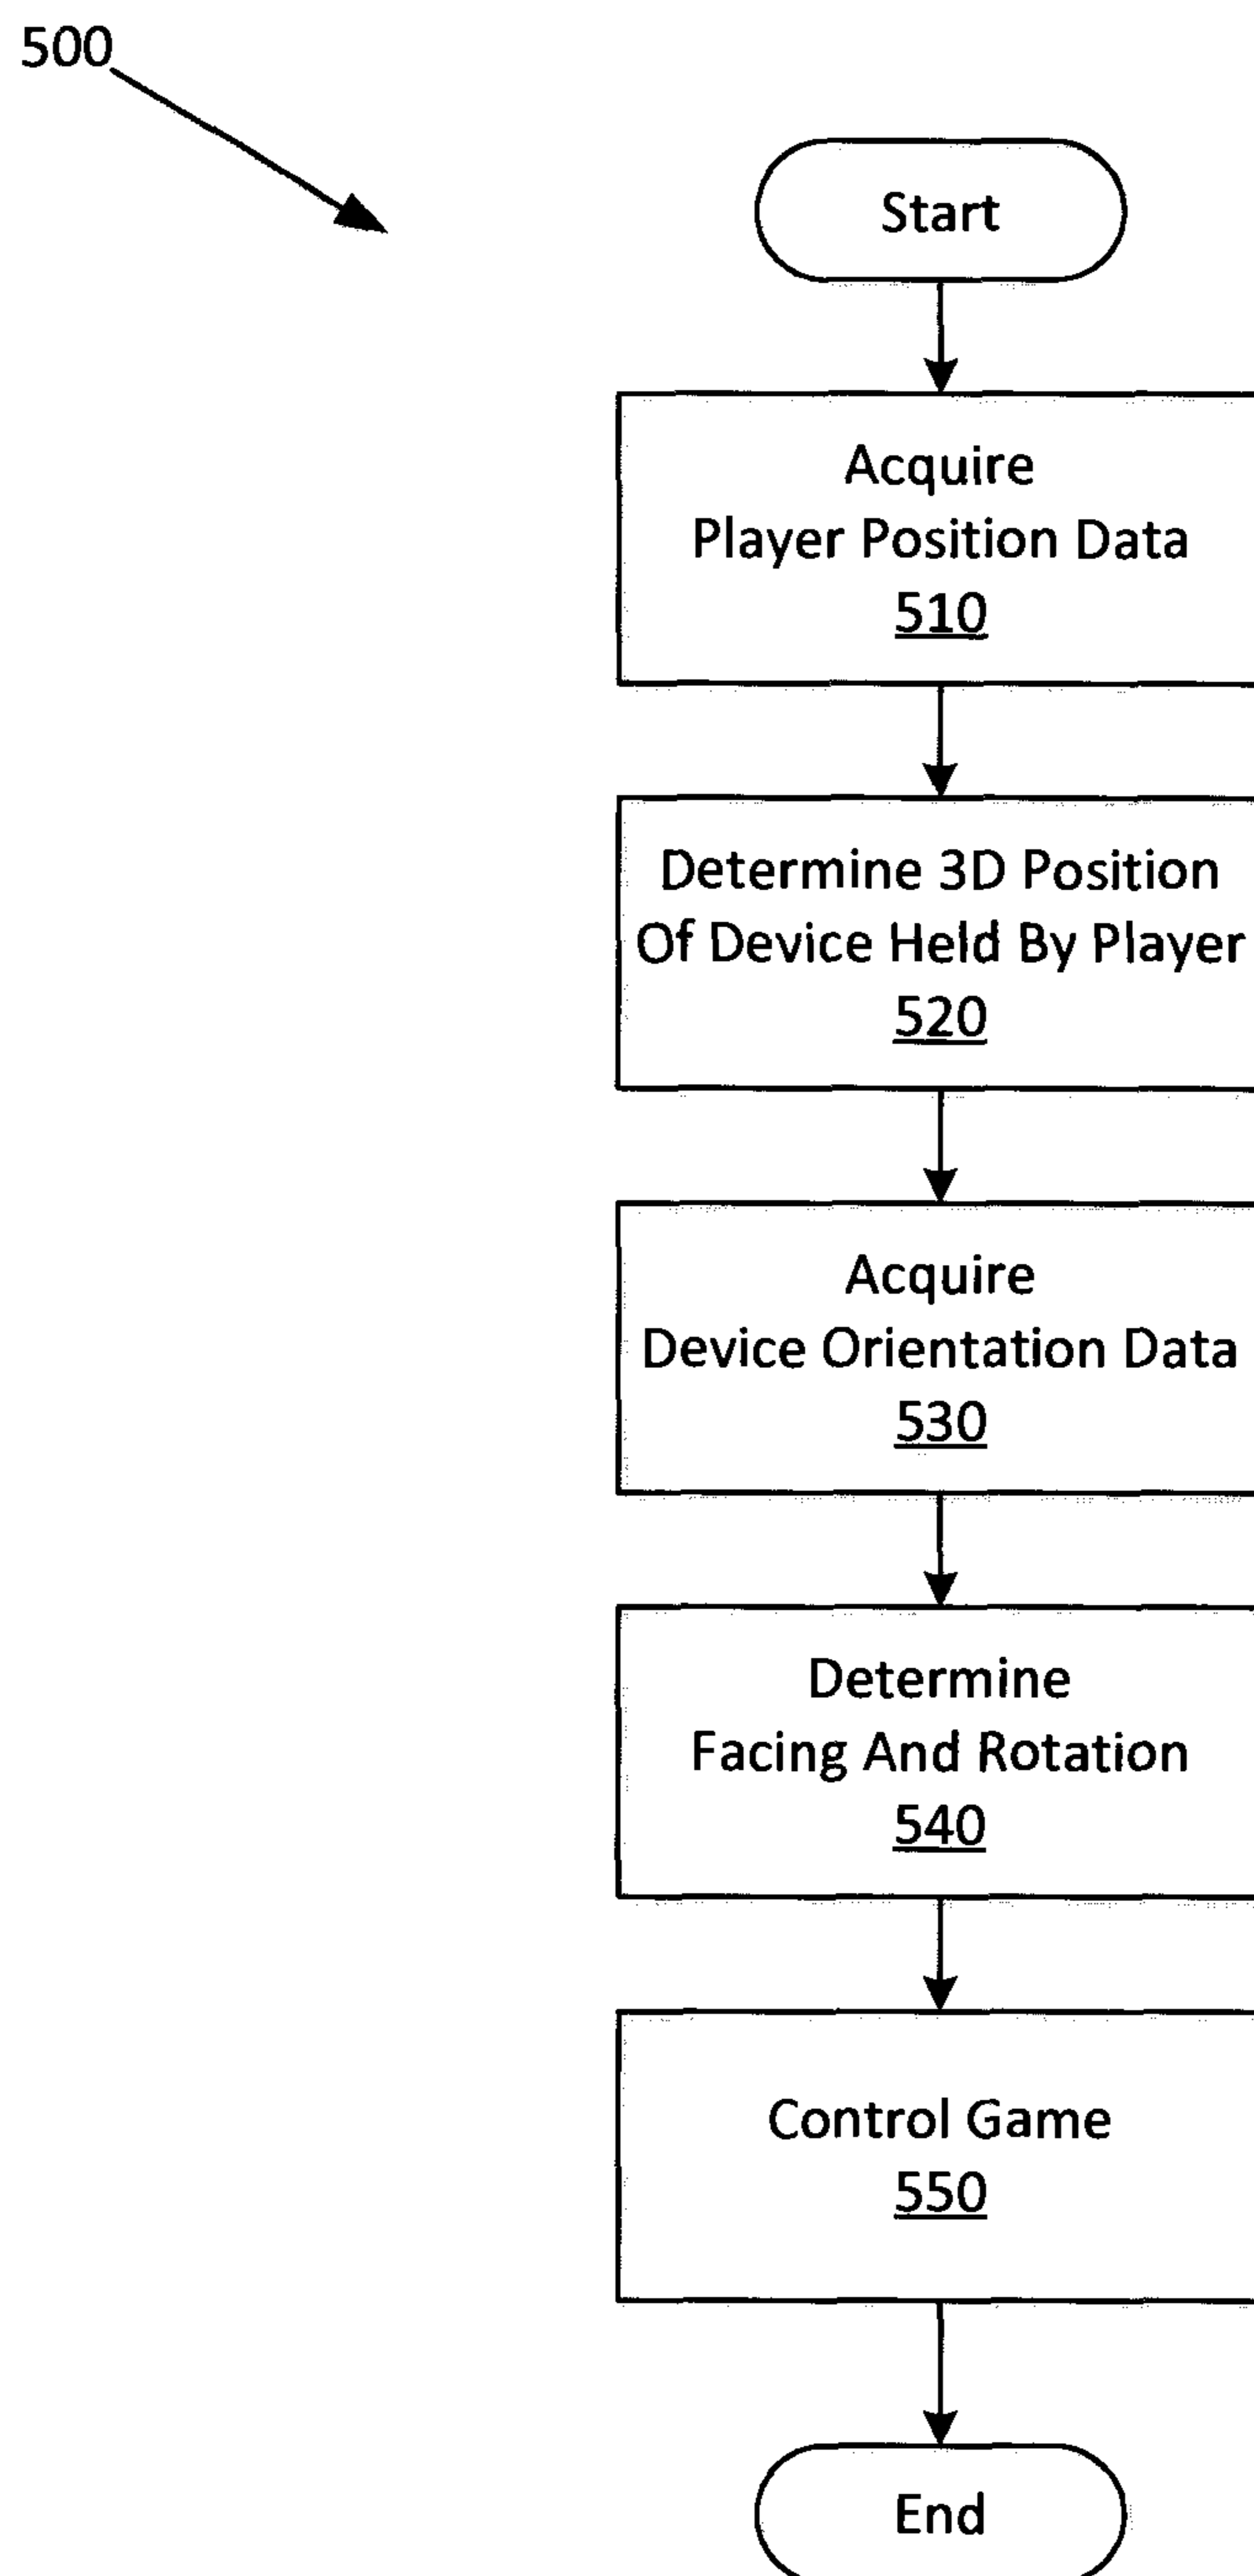 500
Start
Acquire
Player Position Data
510
Determine 3D Position
Of Device Held By Player
520
Acquire
Device Orientation Data
530
Determine
Facing And Rotation
540
Control Game
550
End